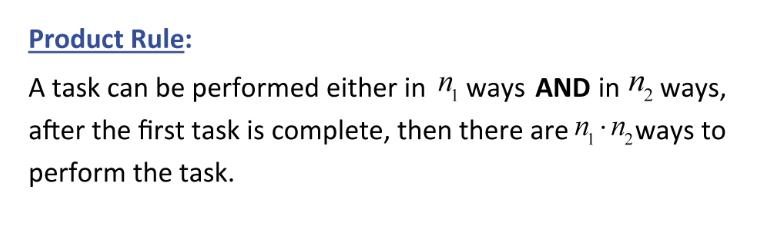 Product Rule:
A task can be performed either in n₁ ways AND in n₂ ways,
after the first task is complete, then there are n₁ · n₂ ways to
perform the task.